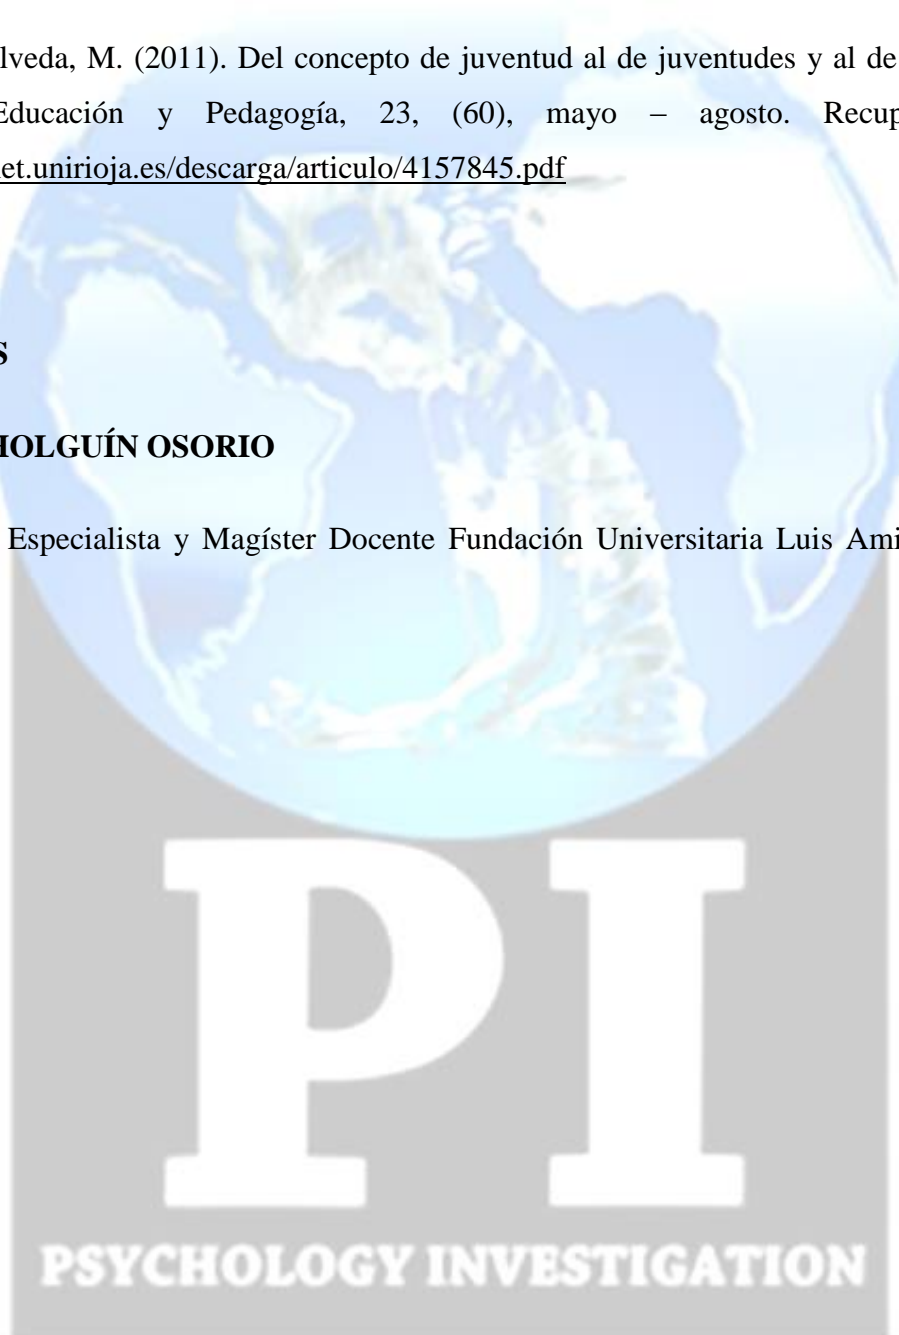 lveda, M. (2011). Del concepto de juventud al de juventudes y al de
Educación y Pedagogía, 23, (60), mayo – agosto. Recup
et.unirioja.es/descarga/articulo/4157845.pdf
S
HOLGUÍN OSORIO
Especialista y Magíster Docente Fundación Universitaria Luis Ami
PI
PSYCHOLOGY INVESTIGATION